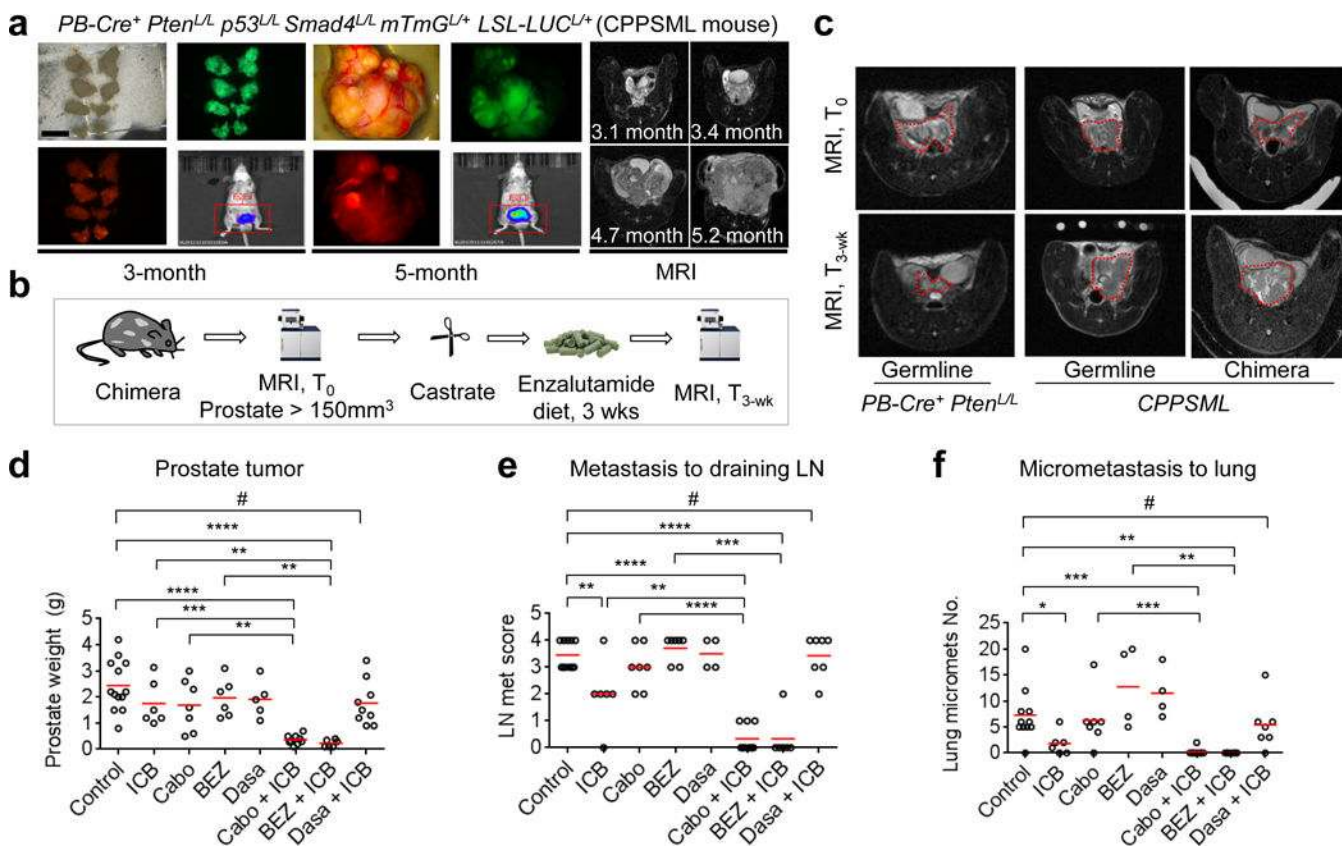 a
PB-Cre⁺ Pten^L/L p53^L/L Smad4^L/L mTmG^L/+ LSL-LUC^L/+ (CPPSML mouse)
3.1 month
3.4 month
4.7 month
5.2 month
3-month
5-month
MRI
b
Chimera
MRI, T₀
Prostate > 150mm³
Castrate
Enzalutamide
diet, 3 wks
MRI, T₃₋wk
c
MRI, T₀
MRI, T₃₋wk
Germline
Germline
Chimera
PB-Cre⁺ Pten^L/L
CPPSML
d
Prostate tumor
#
****
**
**
****
***
**
Prostate weight (g)
5
4
3
2
1
0
Control
ICB
Cabo
BEZ
Dasa
Cabo + ICB
BEZ + ICB
Dasa + ICB
e
Metastasis to draining LN
#
****
***
****
**
**
****
LN met score
5
4
3
2
1
0
Control
ICB
Cabo
BEZ
Dasa
Cabo + ICB
BEZ + ICB
Dasa + ICB
f
Micrometastasis to lung
#
**
**
***
*
***
Lung micromets No.
25
20
15
10
5
0
Control
ICB
Cabo
BEZ
Dasa
Cabo + ICB
BEZ + ICB
Dasa + ICB